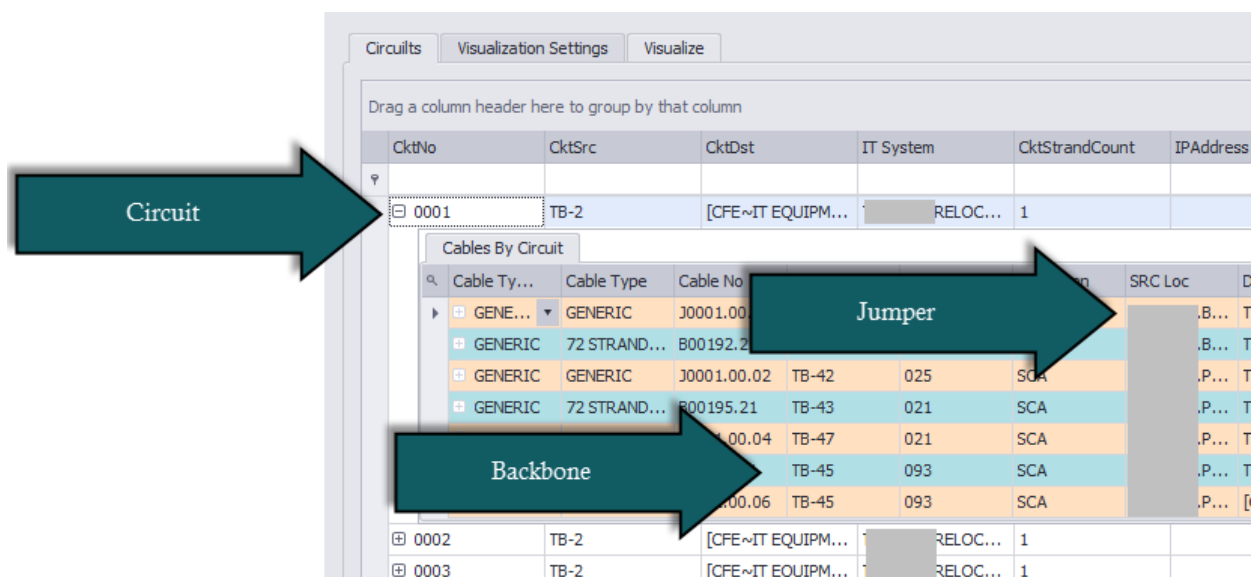 Circuilts Visualization Settings Visualize
Drag a column header here to group by that column
CktNo CktSrc CktDst IT System CktStrandCount IPAddress
Circuit
0001 TB-2 [CFE~IT EQUIPM... RELOC... 1
Cables By Circuit
Cable Ty... Cable Type Cable No SRC Loc D
Jumper
GENE... GENERIC J0001.00. .B... T
GENERIC 72 STRAND... B00192.2 .B... T
GENERIC GENERIC J0001.00.02 TB-42 025 SCA .P... T
GENERIC 72 STRAND... B00195.21 TB-43 021 SCA .P... T
.00.04 TB-47 021 SCA .P... T
Backbone
TB-45 093 SCA .P... T
.00.06 TB-45 093 SCA .P... [
0002 TB-2 [CFE~IT EQUIPM... RELOC... 1
0003 TB-2 [CFE~IT EQUIPM... RELOC... 1